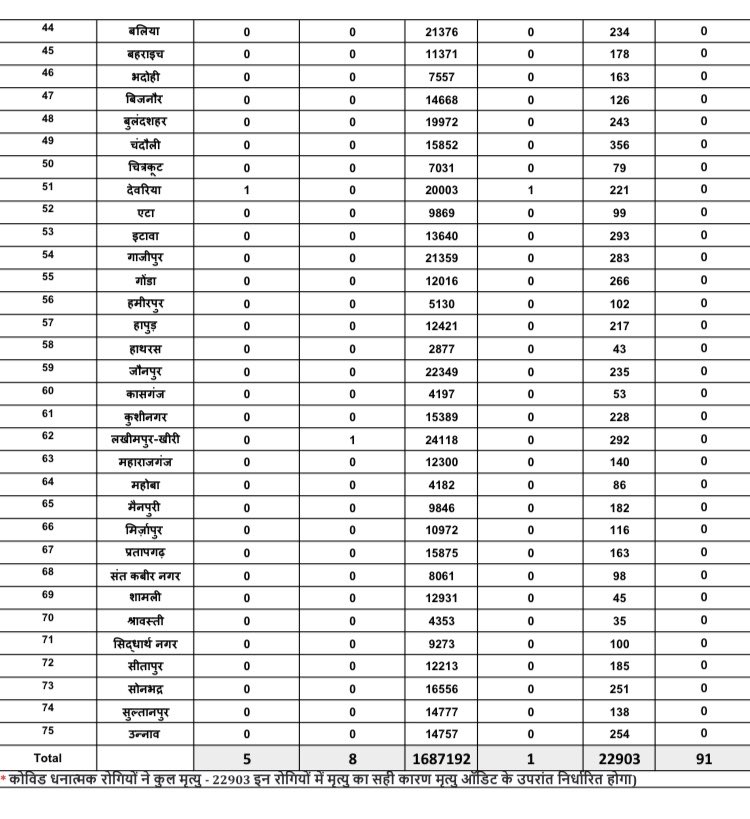 44 बलिया 0 0 21376 0 234 0
45 बहराइच 0 0 11371 0 178 0
46 भदोही 0 0 7557 0 163 0
47 बिजनौर 0 0 14668 0 126 0
48 बुलंदशहर 0 0 19972 0 243 0
49 चंदौली 0 0 15852 0 356 0
50 चित्रकूट 0 0 7031 0 79 0
51 देवरिया 1 0 20003 1 221 0
52 एटा 0 0 9869 0 99 0
53 इटावा 0 0 13640 0 293 0
54 गाजीपुर 0 0 21359 0 283 0
55 गोंडा 0 0 12016 0 266 0
56 हमीरपुर 0 0 5130 0 102 0
57 हापुड़ 0 0 12421 0 217 0
58 हाथरस 0 0 2877 0 43 0
59 जौनपुर 0 0 22349 0 235 0
60 कासगंज 0 0 4197 0 53 0
61 कुशीनगर 0 0 15389 0 228 0
62 लखीमपुर-खीरी 0 1 24118 0 292 0
63 महाराजगंज 0 0 12300 0 140 0
64 महोबा 0 0 4182 0 86 0
65 मैनपुरी 0 0 9846 0 182 0
66 मिर्ज़ापुर 0 0 10972 0 116 0
67 प्रतापगढ़ 0 0 15875 0 163 0
68 संत कबीर नगर 0 0 8061 0 98 0
69 शामली 0 0 12931 0 45 0
70 श्रावस्ती 0 0 4353 0 35 0
71 सिद्धार्थ नगर 0 0 9273 0 100 0
72 सीतापुर 0 0 12213 0 185 0
73 सोनभद्र 0 0 16556 0 251 0
74 सुल्तानपुर 0 0 14777 0 138 0
75 उन्नाव 0 0 14757 0 254 0
Total 5 8 1687192 1 22903 91
* कोविड धनात्मक रोगियों ने कुल मृत्यु - 22903 इन रोगियों में मृत्यु का सही कारण मृत्यु ऑडिट के उपरांत निर्धारित होगा)